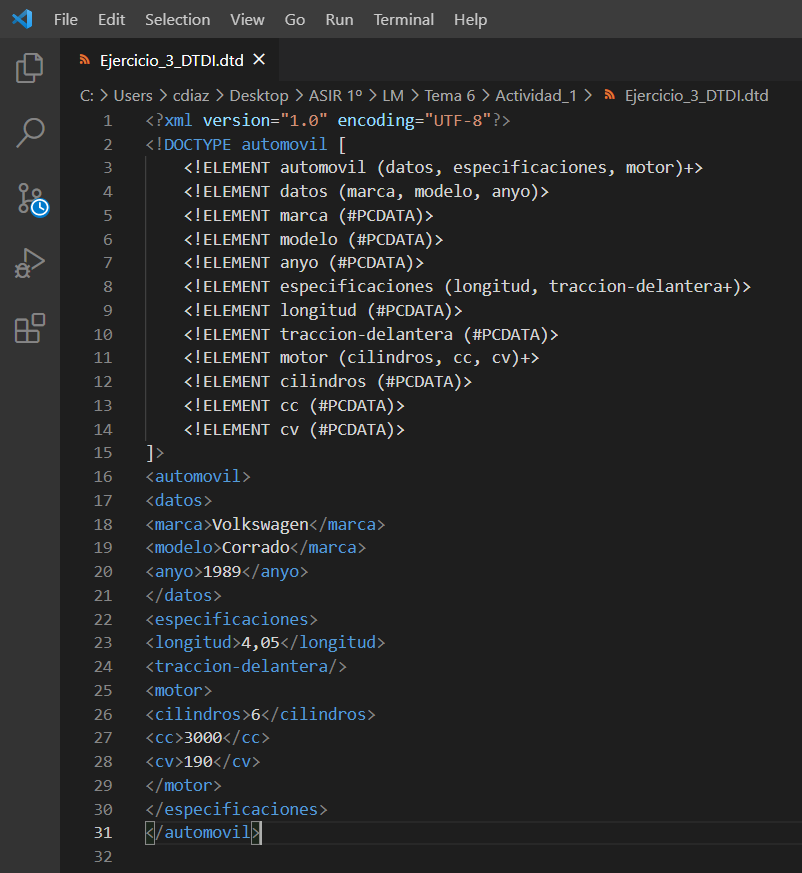 File Edit Selection View Go Run Terminal Help
Ejercicio_3_DTDI.dtd
C: > Users > cdiaz > Desktop > ASIR 1º > LM > Tema 6 > Actividad_1 > Ejercicio_3_DTDI.dtd
1 <?xml version="1.0" encoding="UTF-8"?>
2 <!DOCTYPE automovil [
3 <!ELEMENT automovil (datos, especificaciones, motor)+>
4 <!ELEMENT datos (marca, modelo, anyo)>
5 <!ELEMENT marca (#PCDATA)>
6 <!ELEMENT modelo (#PCDATA)>
7 <!ELEMENT anyo (#PCDATA)>
8 <!ELEMENT especificaciones (longitud, traccion-delantera+)>
9 <!ELEMENT longitud (#PCDATA)>
10 <!ELEMENT traccion-delantera (#PCDATA)>
11 <!ELEMENT motor (cilindros, cc, cv)+>
12 <!ELEMENT cilindros (#PCDATA)>
13 <!ELEMENT cc (#PCDATA)>
14 <!ELEMENT cv (#PCDATA)>
15 ]>
16 <automovil>
17 <datos>
18 <marca>Volkswagen</marca>
19 <modelo>Corrado</marca>
20 <anyo>1989</anyo>
21 </datos>
22 <especificaciones>
23 <longitud>4,05</longitud>
24 <traccion-delantera/>
25 <motor>
26 <cilindros>6</cilindros>
27 <cc>3000</cc>
28 <cv>190</cv>
29 </motor>
30 </especificaciones>
31 </automovil>
32